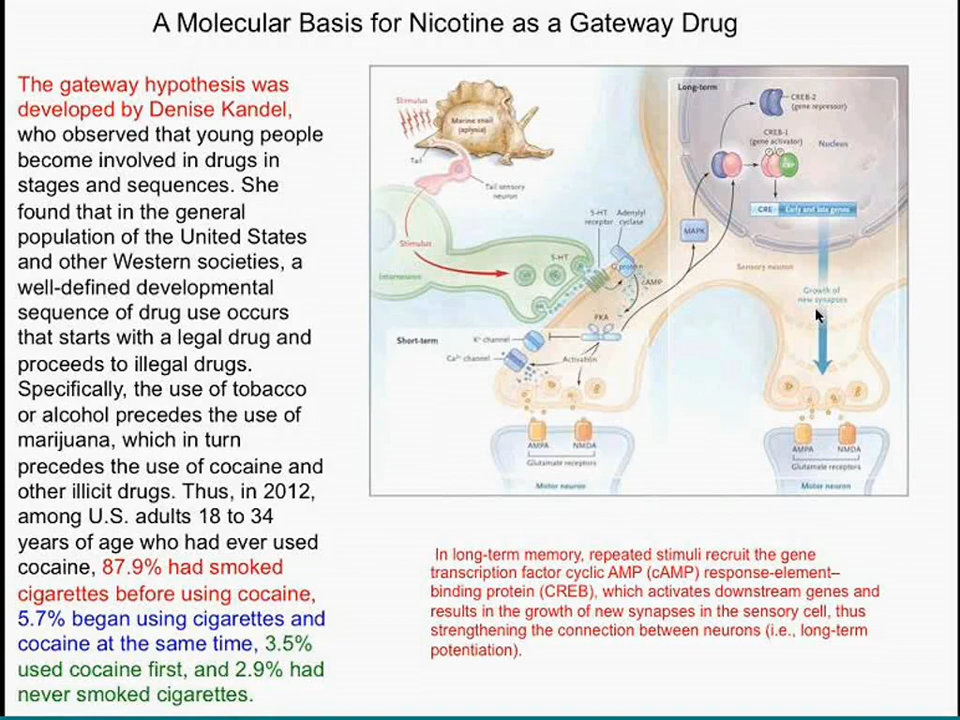 A Molecular Basis for Nicotine as a Gateway Drug
The gateway hypothesis was
developed by Denise Kandel,
who observed that young people
become involved in drugs in
stages and sequences. She
found that in the general
population of the United States
and other Western societies, a
well-defined developmental
sequence of drug use occurs
that starts with a legal drug and
proceeds to illegal drugs.
Specifically, the use of tobacco
or alcohol precedes the use of
marijuana, which in turn
precedes the use of cocaine and
other illicit drugs. Thus, in 2012,
among U.S. adults 18 to 34
years of age who had ever used
cocaine, 87.9% had smoked
cigarettes before using cocaine,
5.7% began using cigarettes and
cocaine at the same time, 3.5%
used cocaine first, and 2.9% had
never smoked cigarettes.
Stimulus
Marine snail
(aplysia)
Tail
Tail sensory
neuron
Stimulus
Interneuron
5-HT
5-HT
receptor
Adenylyl
cyclase
G protein
cAMP
PKA
Short-term
K+ channel
Ca2+ channel
Activation
AMPA
NMDA
Glutamate receptors
Motor neuron
Long-term
CREB-2
(gene repressor)
CREB-1
(gene activator)
Nucleus
P
P
CBP
CRE
Early and late genes
MAPK
Sensory neuron
Growth of
new synapses
AMPA
NMDA
Glutamate receptors
Motor neuron
In long-term memory, repeated stimuli recruit the gene
transcription factor cyclic AMP (cAMP) response-element–
binding protein (CREB), which activates downstream genes and
results in the growth of new synapses in the sensory cell, thus
strengthening the connection between neurons (i.e., long-term
potentiation).